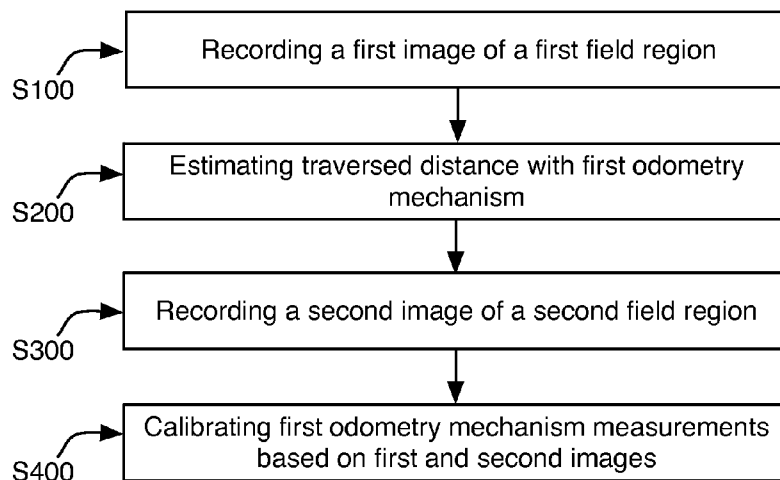 Recording a first image of a first field region
S100
Estimating traversed distance with first odometry
mechanism
S200
Recording a second image of a second field region
S300
Calibrating first odometry mechanism measurements
based on first and second images
S400